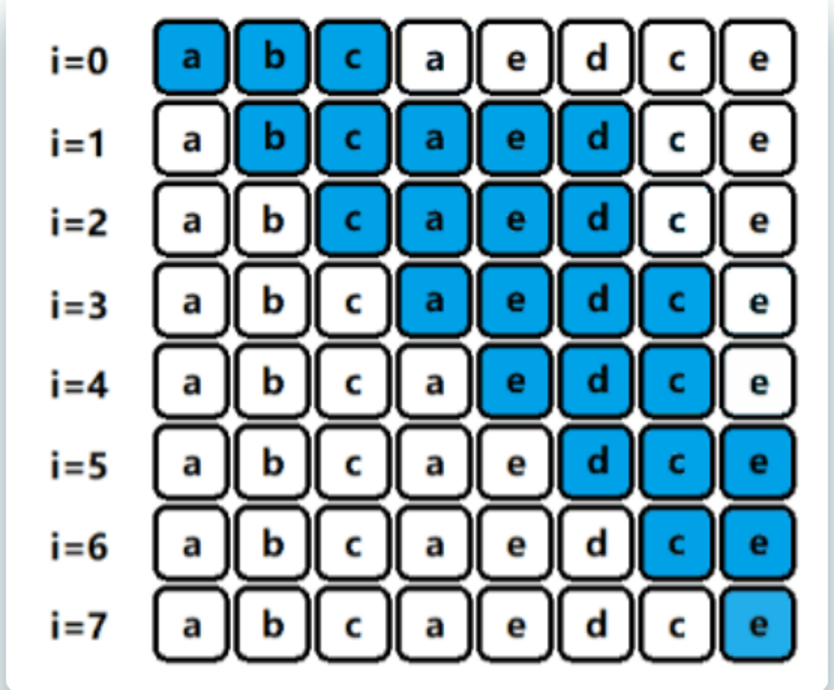 i=0 a b c a e d c e
i=1 a b c a e d c e
i=2 a b c a e d c e
i=3 a b c a e d c e
i=4 a b c a e d c e
i=5 a b c a e d c e
i=6 a b c a e d c e
i=7 a b c a e d c e